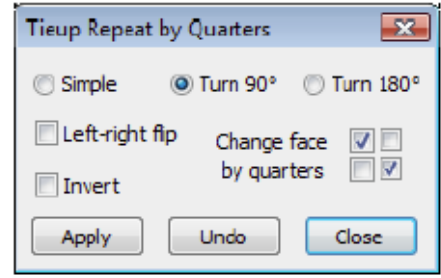 Tieup Repeat by Quarters
Simple Turn 90° Turn 180°
Left-right flip
Change face
by quarters
Invert
Apply Undo Close